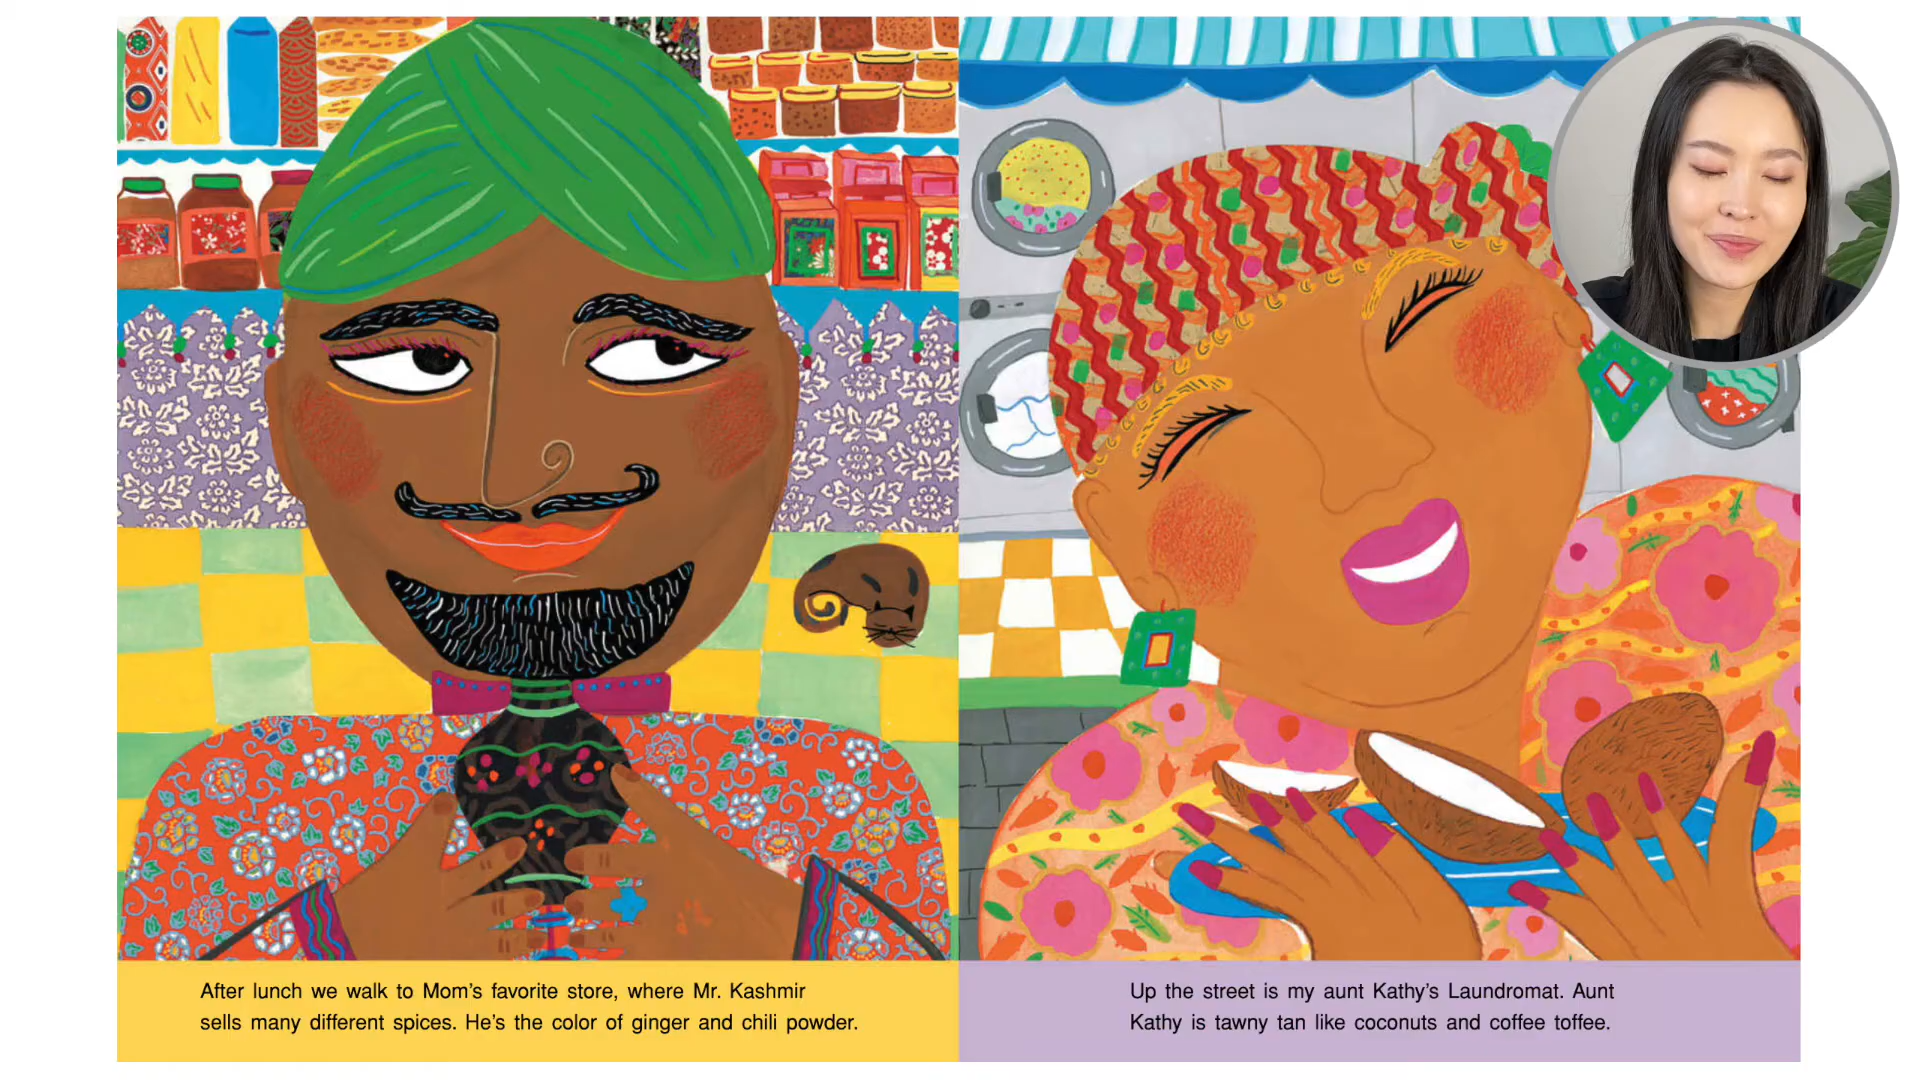 After lunch we walk to Mom's favorite store, where Mr. Kashmir
sells many different spices. He's the color of ginger and chili powder.
Up the street is my aunt Kathy's Laundromat. Aunt
Kathy is tawny tan like coconuts and coffee toffee.